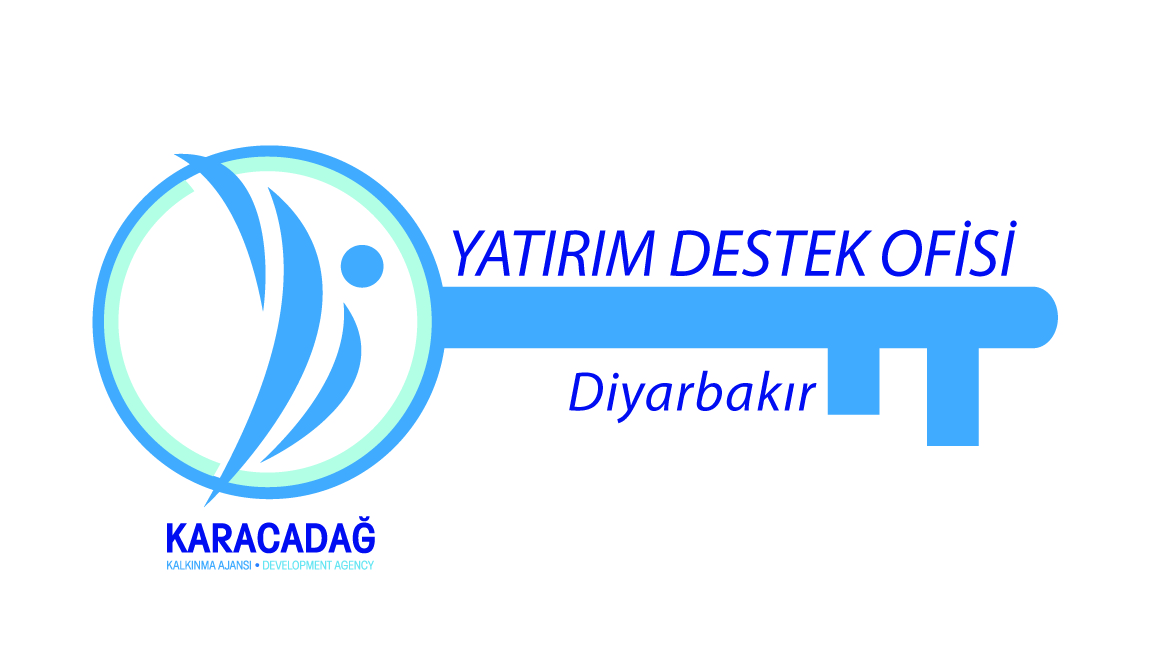 YATIRIM DESTEK OFİSİ
Diyarbakır
KARACADAĞ
KALKINMA AJANSI • DEVELOPMENT AGENCY